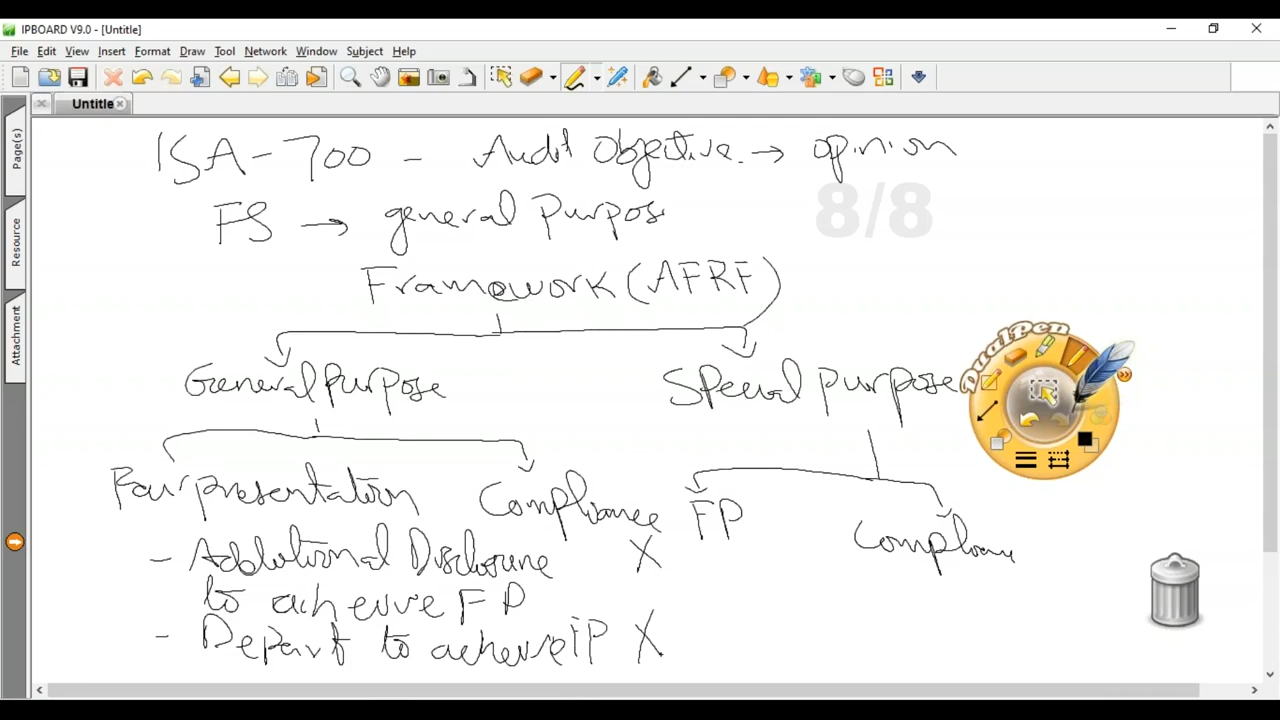 IPBOARD V9.0 - [Untitle]
File Edit View Insert Format Draw Tool Network Window Subject Help
Untitle
Page(s)
Resource
Attachment
ISA-700 - Audit Objective. → opinion
8/8
FS → general Purpose
Framework (AFRF)
General Purpose Special purpose
DualPen
Fair presentation Compliance FP Compliance
- Additional Disclosure X
to achieve FP
- Depart to achieve FP X